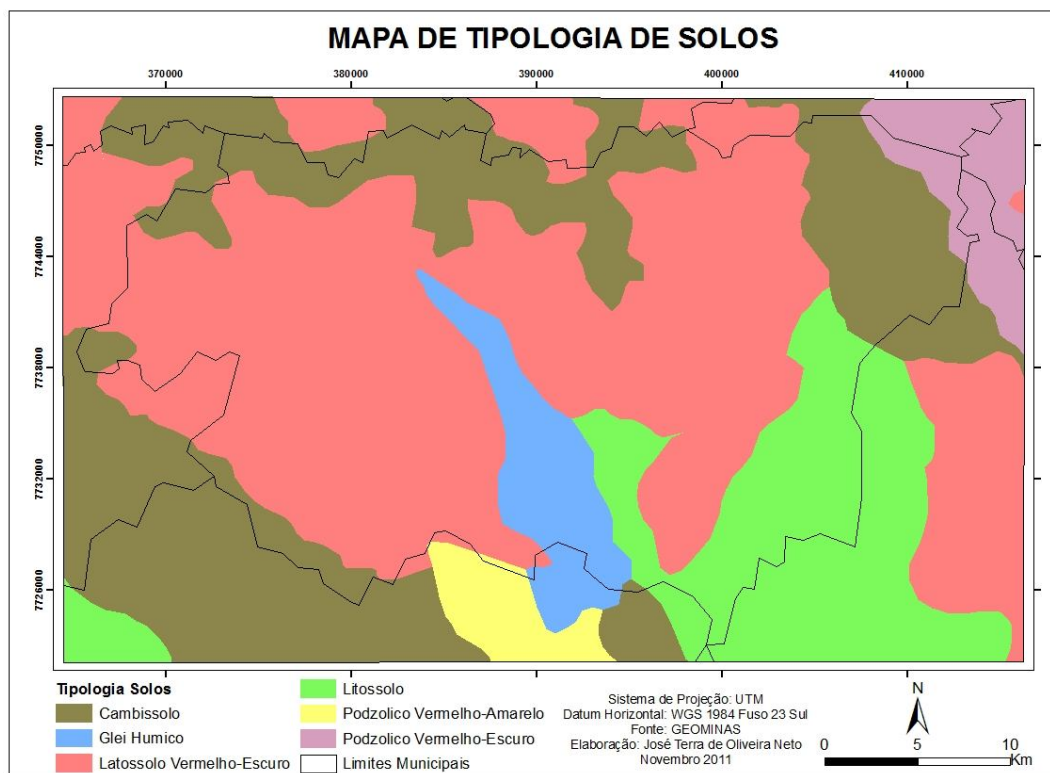 MAPA DE TIPOLOGIA DE SOLOS
370000 380000 390000 400000 410000
7750000
7744000
7738000
7732000
7726000
Tipologia Solos
Cambissolo
Glei Humico
Latossolo Vermelho-Escuro
Litossolo
Podzolico Vermelho-Amarelo
Podzolico Vermelho-Escuro
Limites Municipais
Sistema de Projeção: UTM
Datum Horizontal: WGS 1984 Fuso 23 Sul
Fonte: GEOMINAS
Elaboração: José Terra de Oliveira Neto
Novembro 2011
N
0 5 10
Km